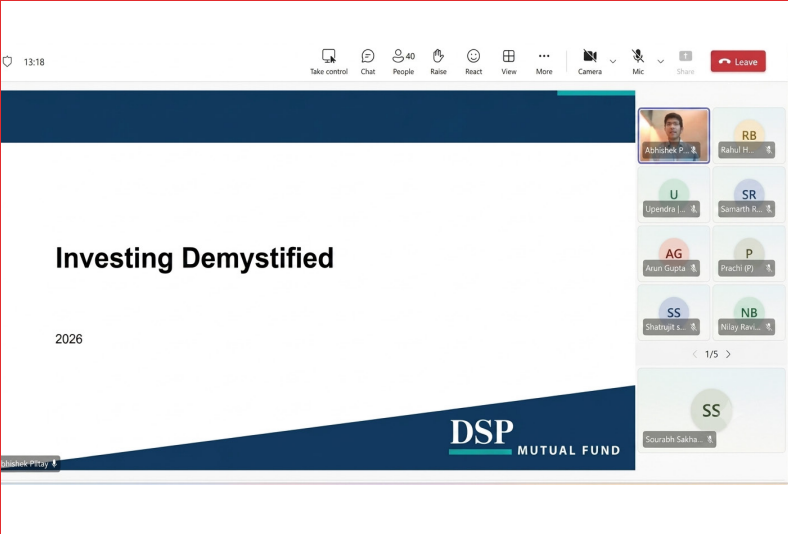 13:18
Take control
Chat
40
People
Raise
React
View
More
Camera
Mic
Share
Leave
Investing Demystified
2026
DSP
MUTUAL FUND
bhishek Piltay
Abhishek P...
RB
Rahul H...
U
Upendra |...
SR
Samarth R...
AG
Arun Gupta
P
Prachi (P)
SS
Shatrujit s...
NB
Nilay Ravi...
1/5
SS
Sourabh Sakha...